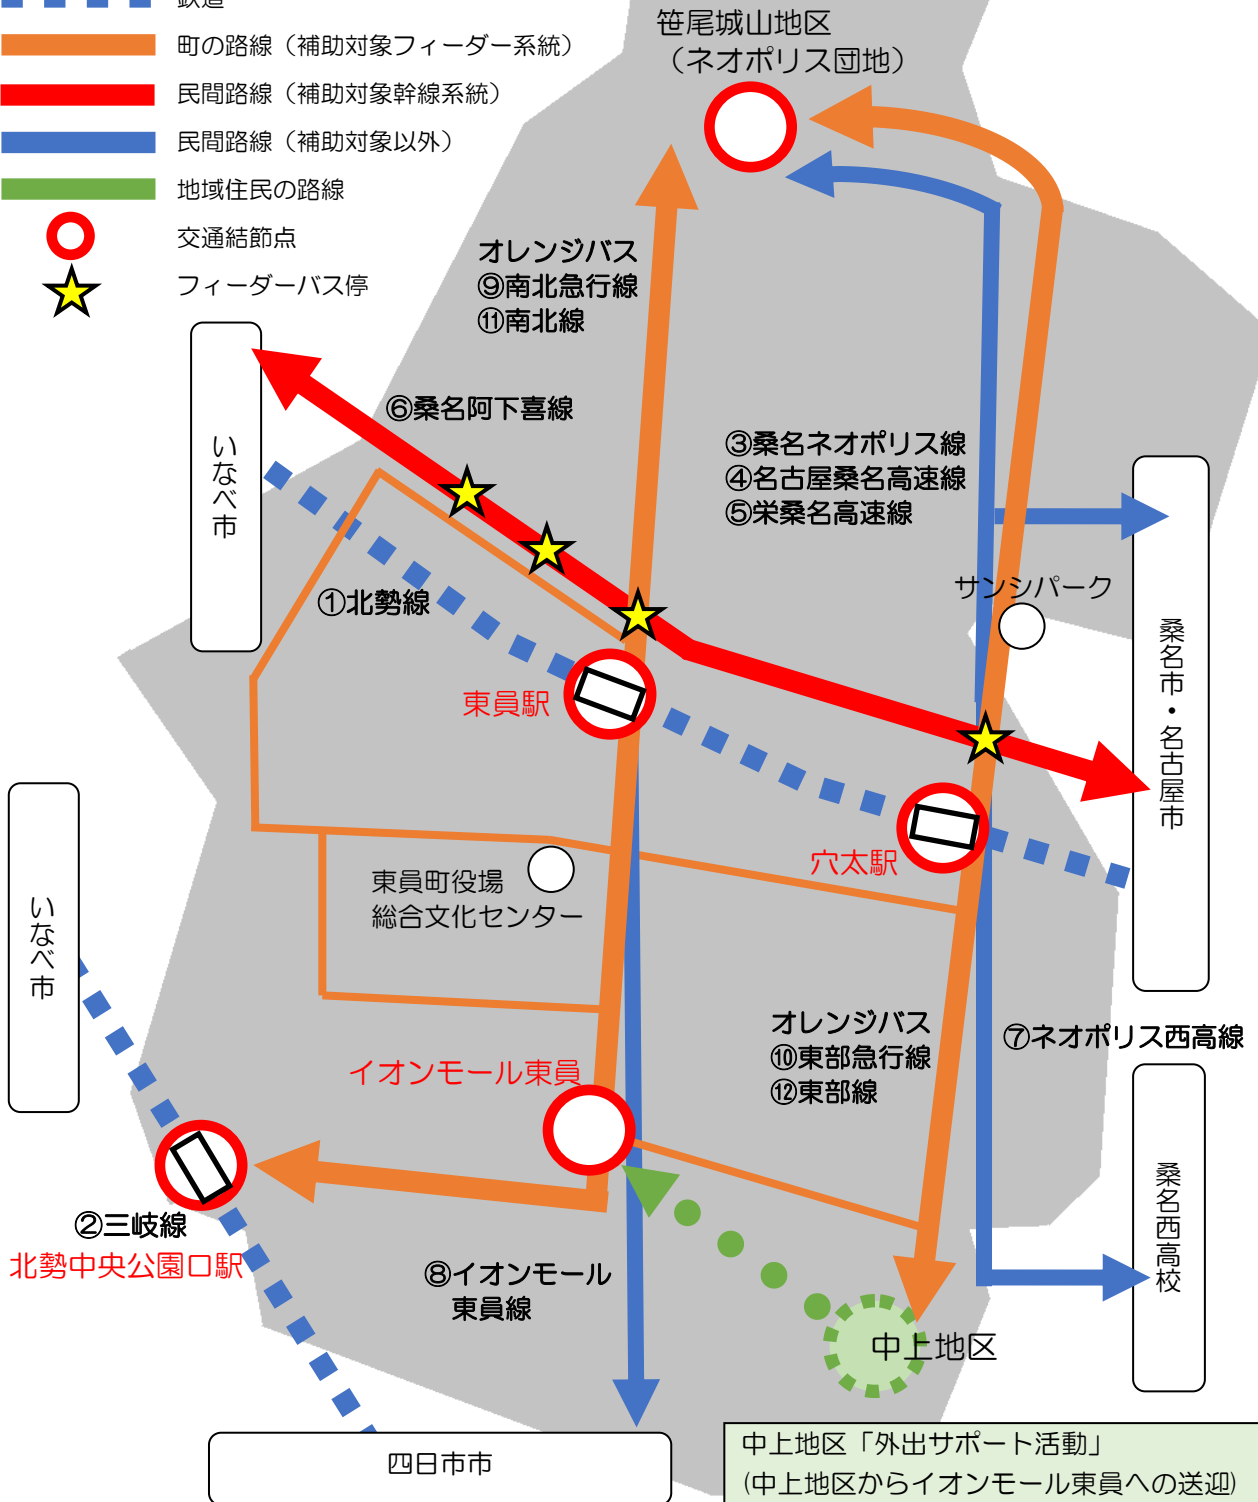 鉄道
町の路線（補助対象フィーダー系統）
民間路線（補助対象幹線系統）
民間路線（補助対象以外）
地域住民の路線
交通結節点
フィーダーバス停
笹尾城山地区
（ネオポリス団地）
オレンジバス
⑨南北急行線
⑪南北線
いなべ市
⑥桑名阿下喜線
③桑名ネオポリス線
④名古屋桑名高速線
⑤栄桑名高速線
①北勢線
サンシパーク
桑名市・名古屋市
東員駅
穴太駅
いなべ市
東員町役場
総合文化センター
オレンジバス
⑩東部急行線
⑫東部線
⑦ネオポリス西高線
イオンモール東員
桑名西高校
②三岐線
北勢中央公園口駅
⑧イオンモール
東員線
中上地区
四日市市
中上地区「外出サポート活動」
(中上地区からイオンモール東員への送迎)